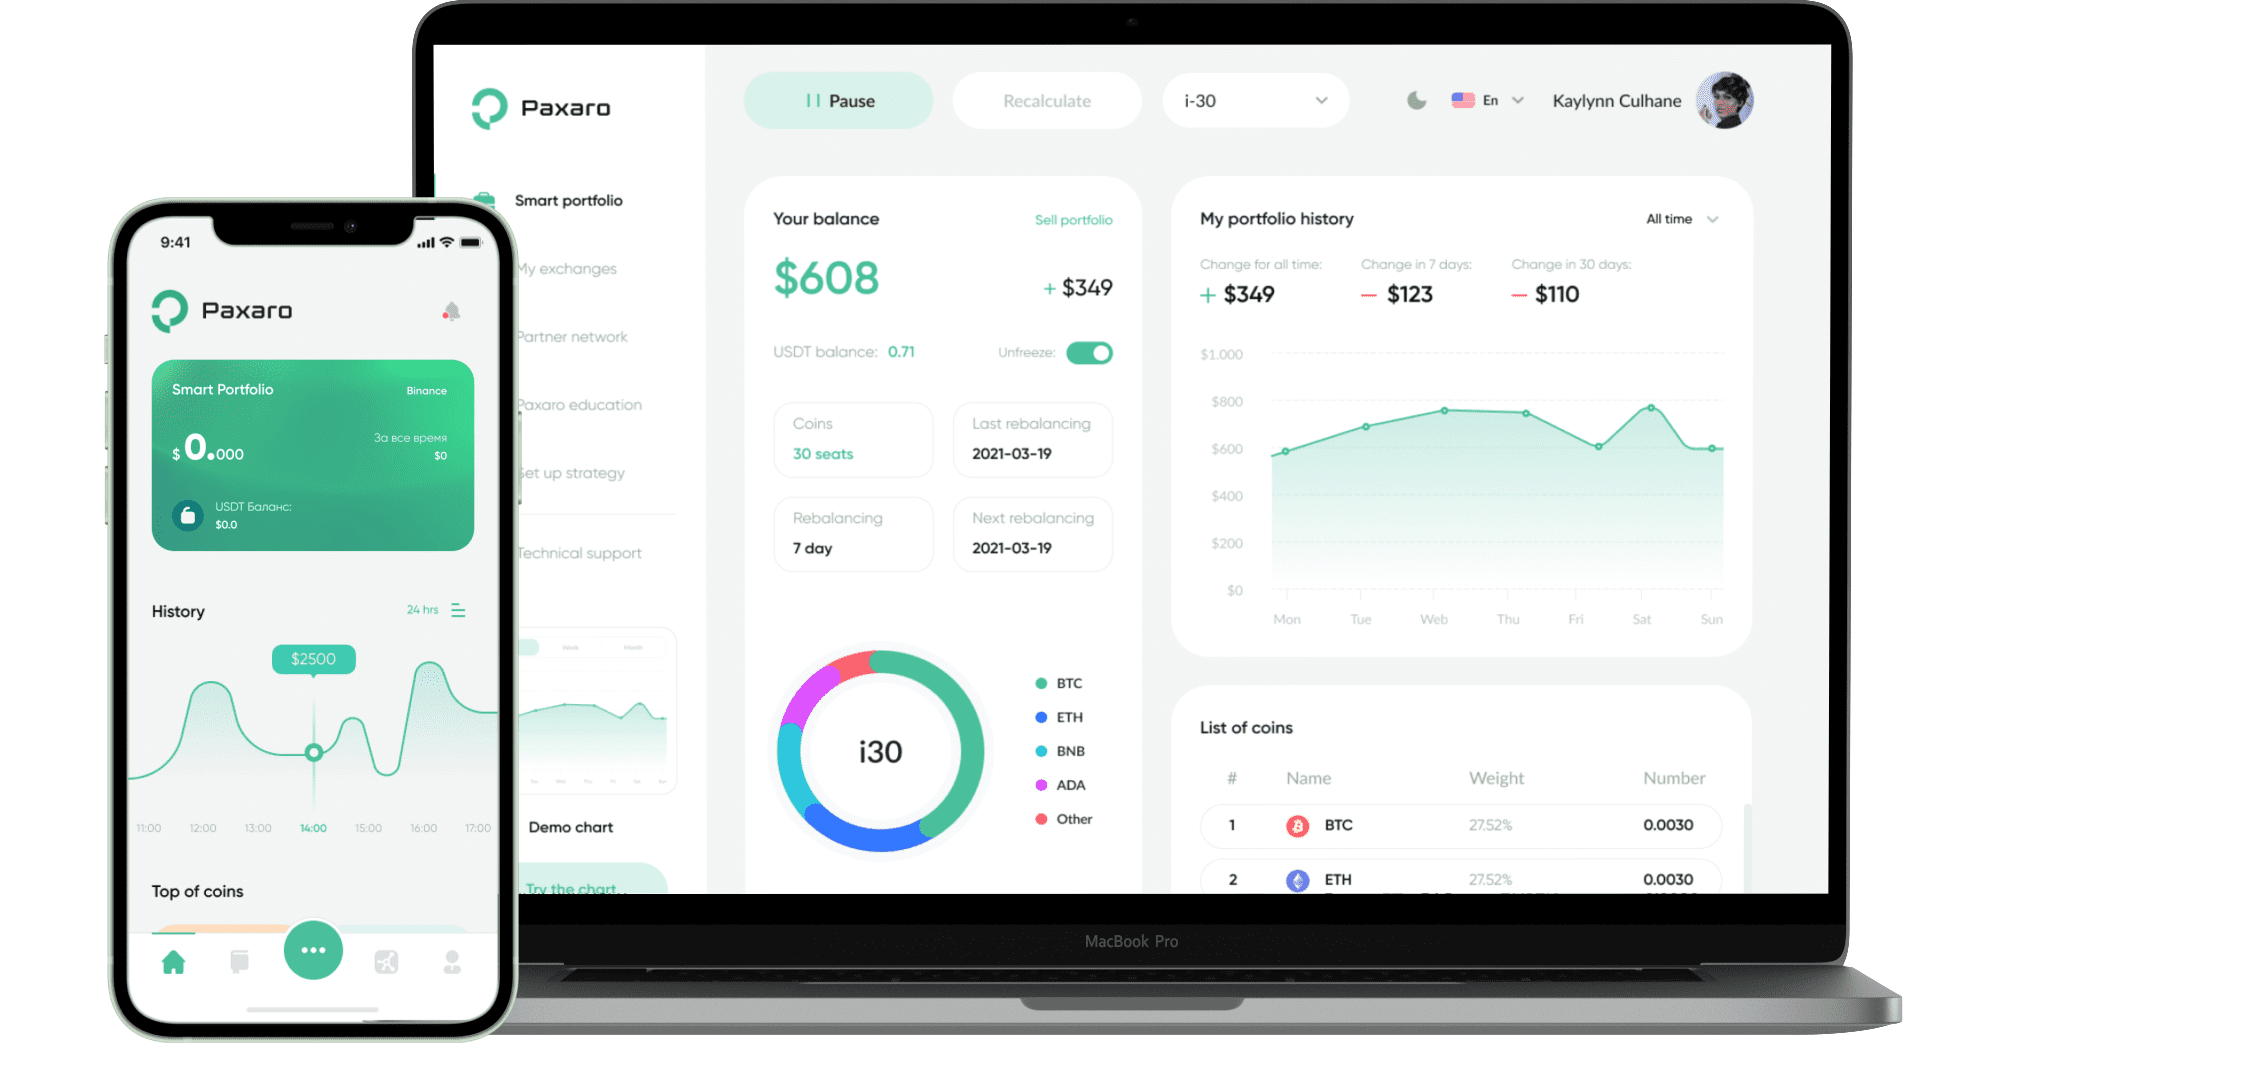 Paxaro
Pause
Recalculate
i-30
En
Kaylynn Culhane
Smart portfolio
My exchanges
Partner network
Paxaro education
Set up strategy
Technical support
Week
Month
Demo chart
Try the chart
Your balance
Sell portfolio
$608
+ $349
USDT balance: 0.71
Unfreeze:
Coins
30 seats
Last rebalancing
2021-03-19
Rebalancing
7 day
Next rebalancing
2021-03-19
i30
BTC
ETH
BNB
ADA
Other
My portfolio history
All time
Change for all time:
+ $349
Change in 7 days:
— $123
Change in 30 days:
— $110
$1.000
$800
$600
$400
$200
$0
Mon Tue Web Thu Fri Sat Sun
List of coins
# Name Weight Number
1 BTC 27.52% 0.0030
2 ETH 27.52% 0.0030
MacBook Pro
9:41
Paxaro
Smart Portfolio
Binance
$ 0.000
За все время
$0
USDT Баланс:
$0.0
History
24 hrs
$2500
11:00 12:00 13:00 14:00 15:00 16:00 17:00
Top of coins